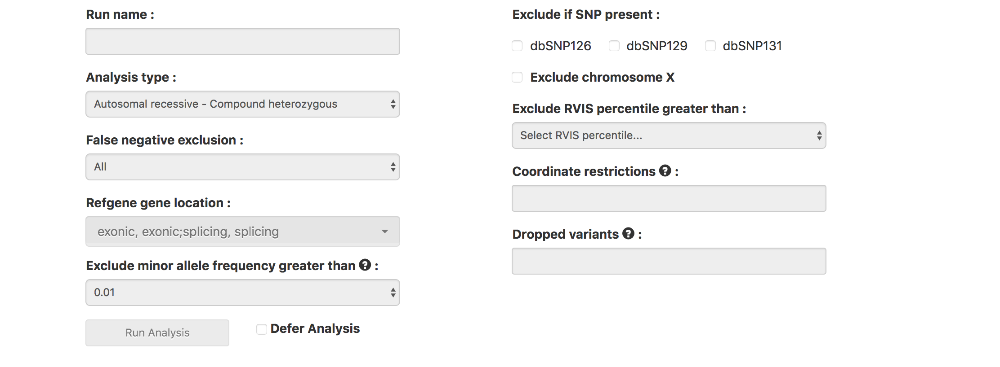 Run name :
Analysis type :
Autosomal recessive - Compound heterozygous
False negative exclusion :
All
Refgene gene location :
exonic, exonic;splicing, splicing
Exclude minor allele frequency greater than ? :
0.01
Run Analysis
Defer Analysis
Exclude if SNP present :
dbSNP126 dbSNP129 dbSNP131
Exclude chromosome X
Exclude RVIS percentile greater than :
Select RVIS percentile...
Coordinate restrictions ? :
Dropped variants ? :